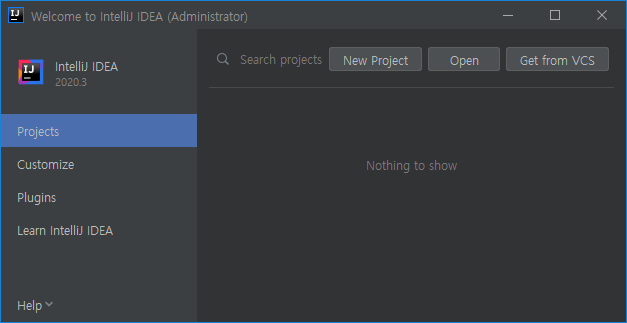 Welcome to IntelliJ IDEA (Administrator)
IntelliJ IDEA
2020.3
Search projects New Project Open Get from VCS
Projects
Customize
Plugins
Learn IntelliJ IDEA
Nothing to show
Help